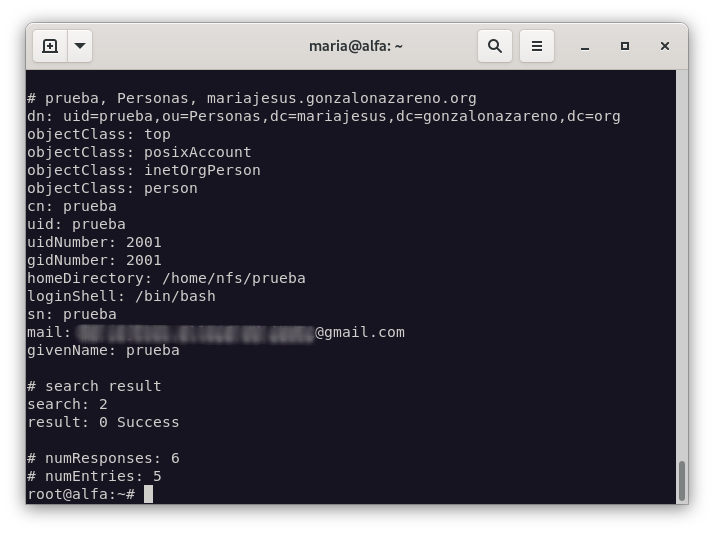 maria@alfa: ~
# prueba, Personas, mariajesus.gonzalonazareno.org
dn: uid=prueba,ou=Personas,dc=mariajesus,dc=gonzalonazareno,dc=org
objectClass: top
objectClass: posixAccount
objectClass: inetOrgPerson
objectClass: person
cn: prueba
uid: prueba
uidNumber: 2001
gidNumber: 2001
homeDirectory: /home/nfs/prueba
loginShell: /bin/bash
sn: prueba
mail: @gmail.com
givenName: prueba
# search result
search: 2
result: 0 Success
# numResponses: 6
# numEntries: 5
root@alfa:~#